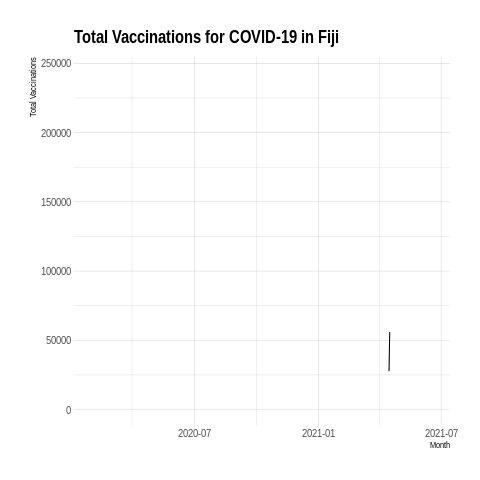 Total Vaccinations for COVID-19 in Fiji
Total Vaccinations
250000
200000
150000
100000
50000
0
2020-07 2021-01 2021-07
Month